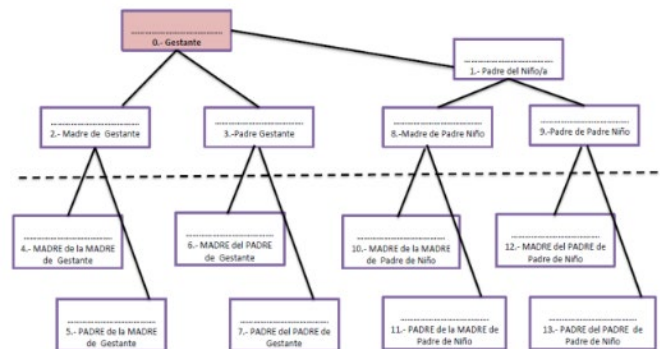 ............................
0.- Gestante
............................
1.- Padre del Niño/a
............................
2.- Madre de Gestante
............................
3.-Padre Gestante
............................
8.-Madre de Padre Niño
............................
9.-Padre de Padre Niño
............................
4.- MADRE de la MADRE
de Gestante
............................
6.- MADRE del PADRE
de Gestante
............................
10.- MADRE de la MADRE
de Padre de Niño
............................
12.- MADRE del PADRE de
Padre de Niño
............................
5.- PADRE de la MADRE
de Gestante
............................
7.- PADRE del PADRE de
Gestante
............................
11.- PADRE de la MADRE de
Padre de Niño
............................
13.- PADRE del PADRE de
Padre de Niño